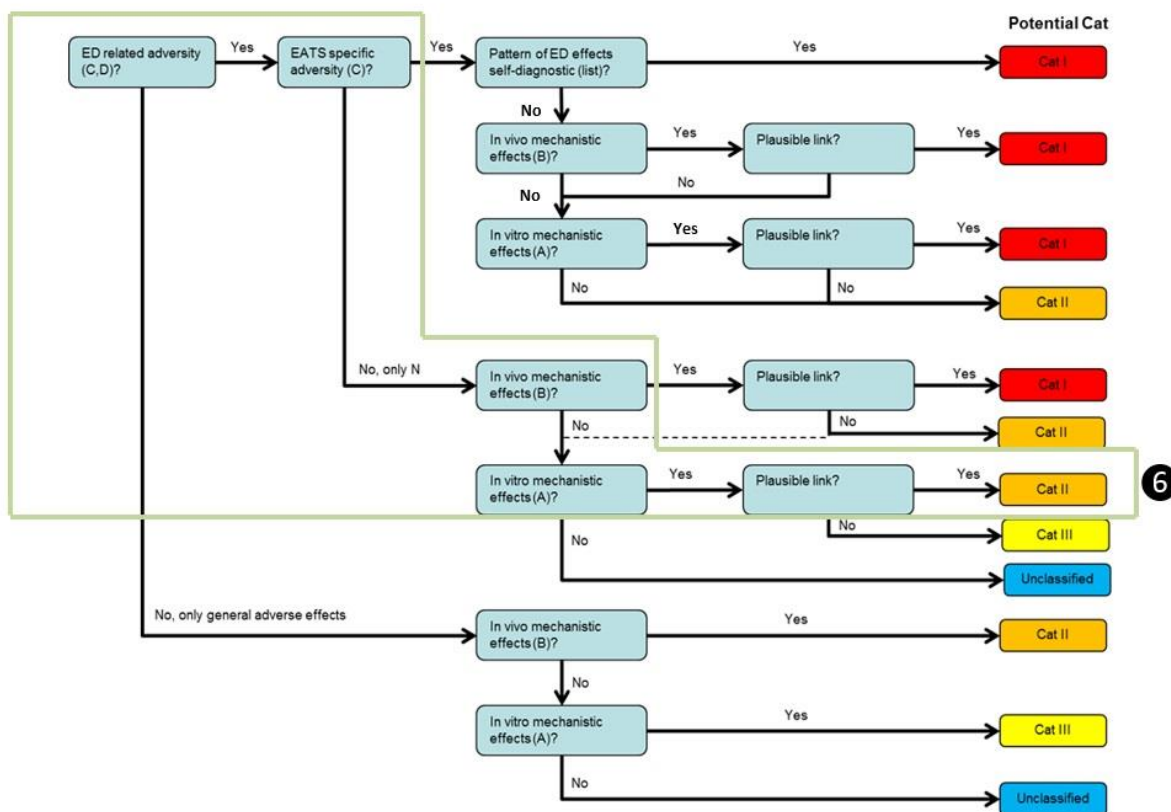 Potential Cat
ED related adversity
(C,D)?
Yes
EATS specific
adversity (C)?
Yes
Pattern of ED effects
self-diagnostic (list)?
Yes
Cat I
No
In vivo mechanistic
effects (B)?
Yes
Plausible link?
Yes
Cat I
No
No
In vitro mechanistic
effects (A)?
Yes
Plausible link?
Yes
Cat I
No
No
Cat II
No, only N
In vivo mechanistic
effects (B)?
Yes
Plausible link?
Yes
Cat I
No
No
Cat II
In vitro mechanistic
effects (A)?
Yes
Plausible link?
Yes
Cat II
6
No
No
Cat III
Unclassified
No, only general adverse effects
In vivo mechanistic
effects (B)?
Yes
Cat II
No
In vitro mechanistic
effects (A)?
Yes
Cat III
No
Unclassified